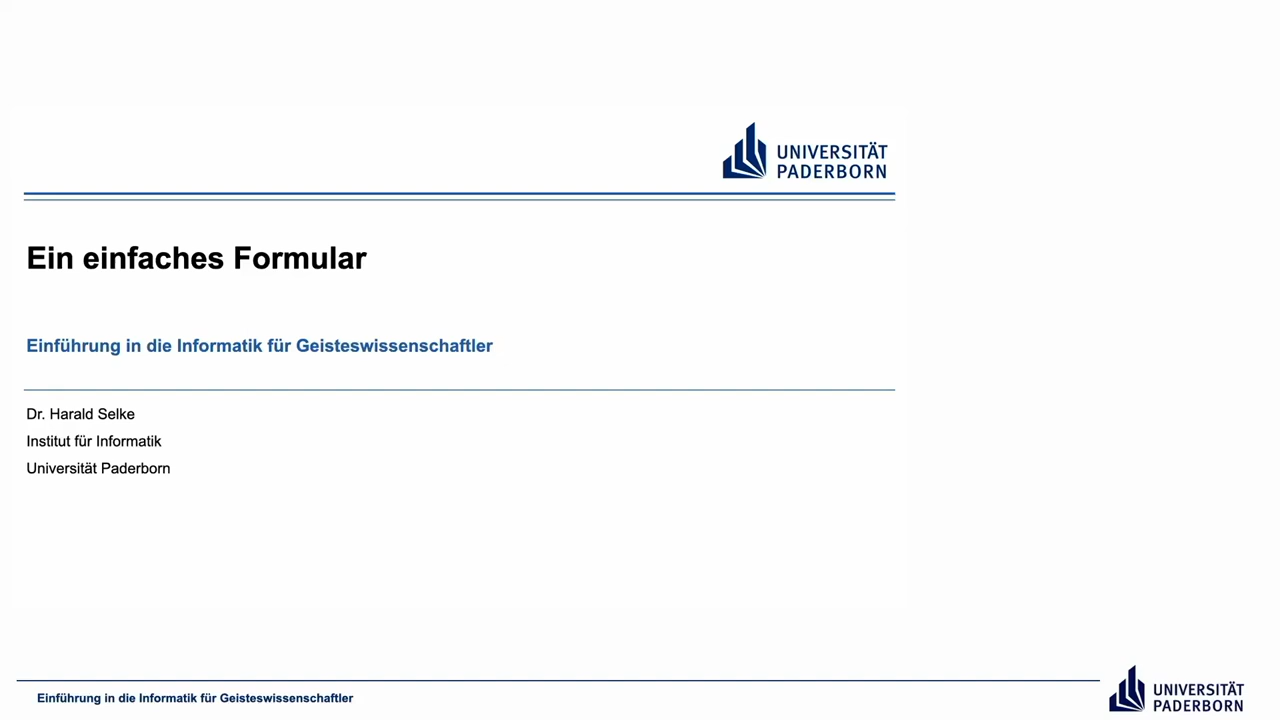 UNIVERSITÄT
PADERBORN
Ein einfaches Formular
Einführung in die Informatik für Geisteswissenschaftler
Dr. Harald Selke
Institut für Informatik
Universität Paderborn
Einführung in die Informatik für Geisteswissenschaftler
UNIVERSITÄT
PADERBORN